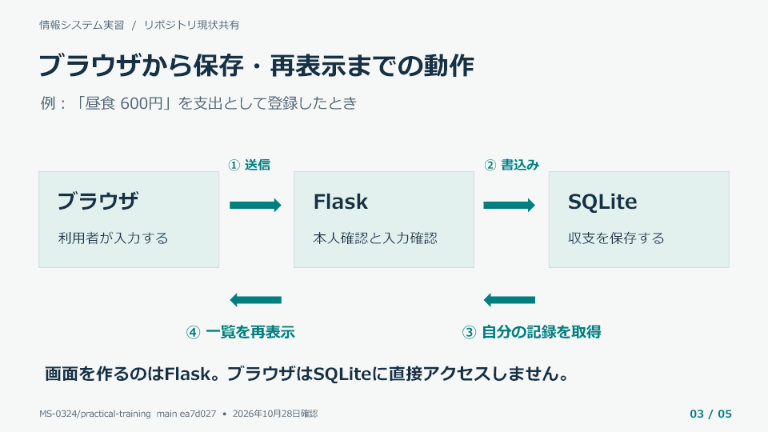 情報システム実習 / リポジトリ現状共有
ブラウザから保存・再表示までの動作
例：「昼食 600円」を支出として登録したとき
① 送信
② 書込み
ブラウザ
利用者が入力する
Flask
本人確認と入力確認
SQLite
収支を保存する
④ 一覧を再表示
③ 自分の記録を取得
画面を作るのはFlask。ブラウザはSQLiteに直接アクセスしません。
MS-0324/practical-training main ea7d027 • 2026年10月28日確認
03 / 05